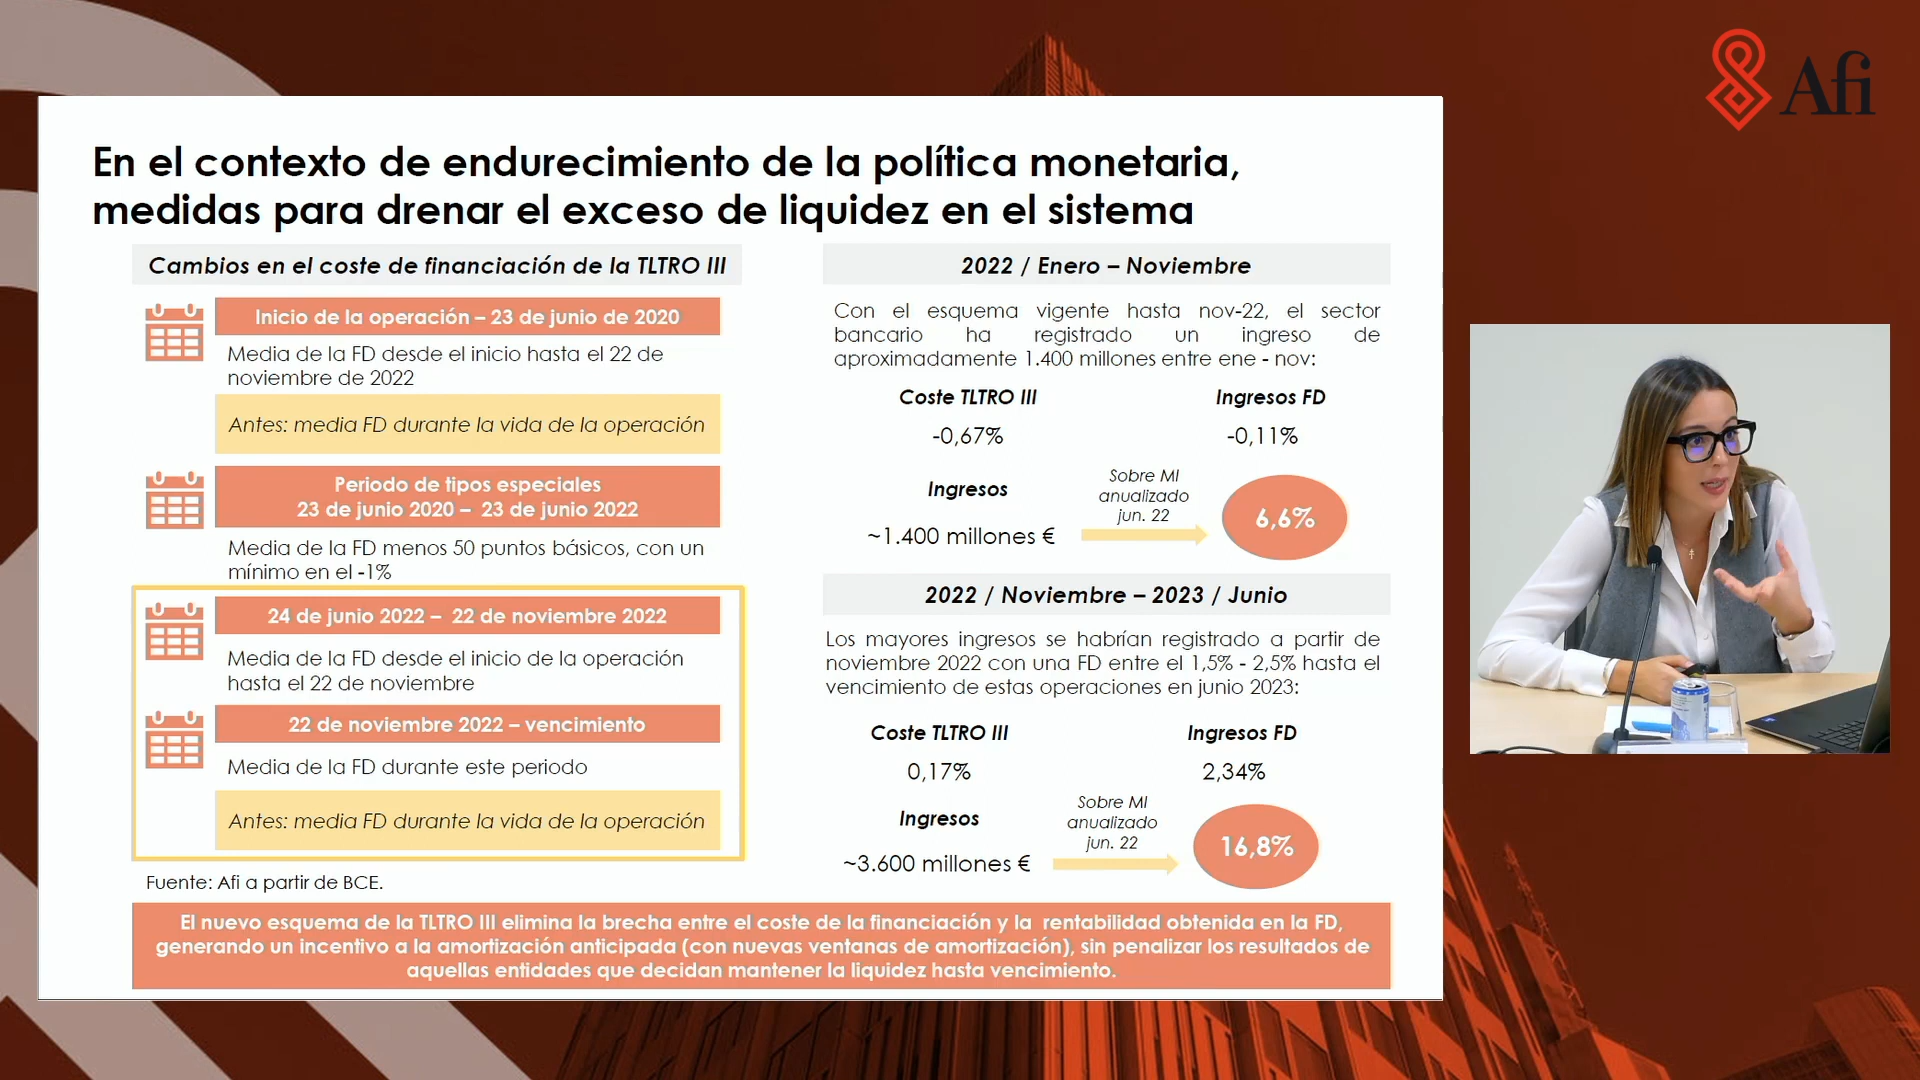 Afi
En el contexto de endurecimiento de la política monetaria,
medidas para drenar el exceso de liquidez en el sistema
Cambios en el coste de financiación de la TLTRO III
Inicio de la operación – 23 de junio de 2020
Media de la FD desde el inicio hasta el 22 de
noviembre de 2022
Antes: media FD durante la vida de la operación
Periodo de tipos especiales
23 de junio 2020 – 23 de junio 2022
Media de la FD menos 50 puntos básicos, con un
mínimo en el -1%
24 de junio 2022 – 22 de noviembre 2022
Media de la FD desde el inicio de la operación
hasta el 22 de noviembre
22 de noviembre 2022 – vencimiento
Media de la FD durante este periodo
Antes: media FD durante la vida de la operación
Fuente: Afi a partir de BCE.
2022 / Enero – Noviembre
Con el esquema vigente hasta nov-22, el sector
bancario ha registrado un ingreso de
aproximadamente 1.400 millones entre ene - nov:
Coste TLTRO III
Ingresos FD
-0,67%
-0,11%
Ingresos
~1.400 millones €
Sobre MI
anualizado
jun. 22
6,6%
2022 / Noviembre – 2023 / Junio
Los mayores ingresos se habrían registrado a partir de
noviembre 2022 con una FD entre el 1,5% - 2,5% hasta el
vencimiento de estas operaciones en junio 2023:
Coste TLTRO III
Ingresos FD
0,17%
2,34%
Ingresos
~3.600 millones €
Sobre MI
anualizado
jun. 22
16,8%
El nuevo esquema de la TLTRO III elimina la brecha entre el coste de la financiación y la rentabilidad obtenida en la FD,
generando un incentivo a la amortización anticipada (con nuevas ventanas de amortización), sin penalizar los resultados de
aquellas entidades que decidan mantener la liquidez hasta vencimiento.